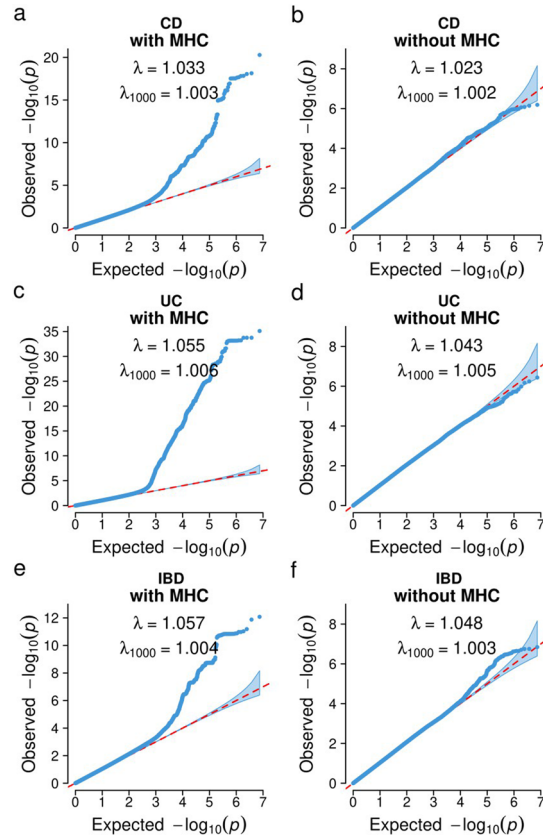 a
CD
with MHC
λ = 1.033
λ1000 = 1.003
Observed −log10(p)
20
15
10
5
0
0 1 2 3 4 5 6 7
Expected −log10(p)
b
CD
without MHC
λ = 1.023
λ1000 = 1.002
Observed −log10(p)
8
6
4
2
0
0 1 2 3 4 5 6 7
Expected −log10(p)
c
UC
with MHC
λ = 1.055
λ1000 = 1.006
Observed −log10(p)
35
30
25
20
15
10
5
0
0 1 2 3 4 5 6 7
Expected −log10(p)
d
UC
without MHC
λ = 1.043
λ1000 = 1.005
Observed −log10(p)
8
6
4
2
0
0 1 2 3 4 5 6 7
Expected −log10(p)
e
IBD
with MHC
λ = 1.057
λ1000 = 1.004
Observed −log10(p)
12
10
8
6
4
2
0
0 1 2 3 4 5 6 7
Expected −log10(p)
f
IBD
without MHC
λ = 1.048
λ1000 = 1.003
Observed −log10(p)
8
6
4
2
0
0 1 2 3 4 5 6 7
Expected −log10(p)